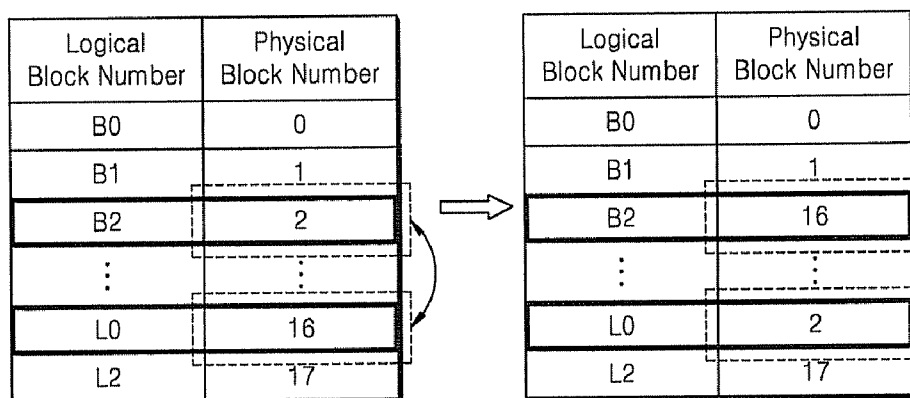 Logical Block Number
Physical Block Number
B0 0
B1 1
B2 2
⋮ ⋮
L0 16
L2 17
Logical Block Number
Physical Block Number
B0 0
B1 1
B2 16
⋮ ⋮
L0 2
L2 17